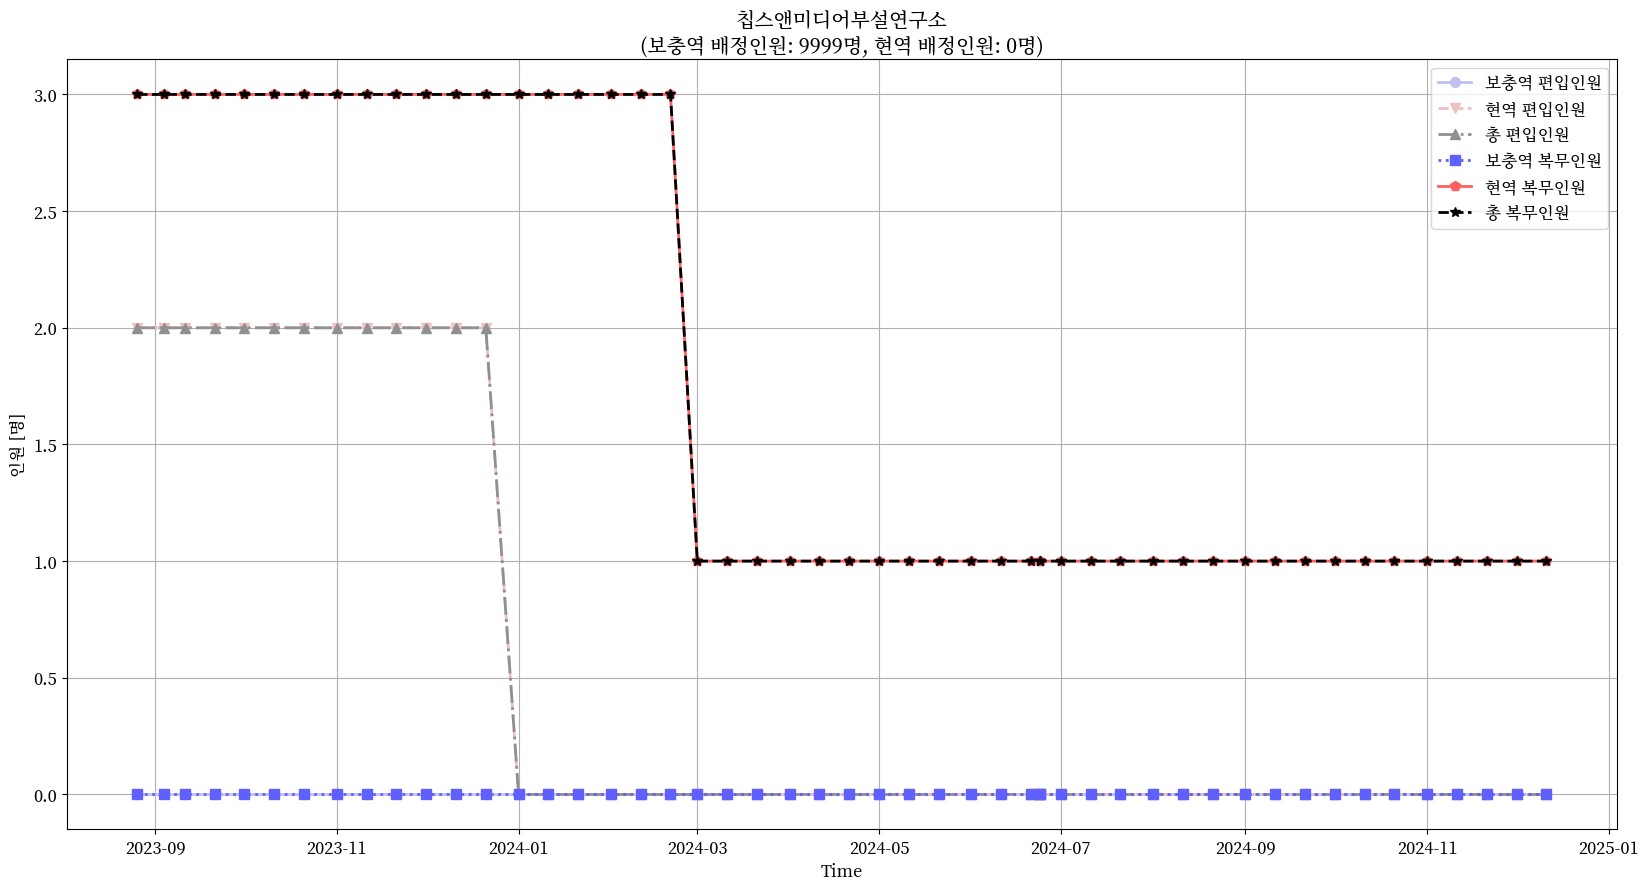 칩스앤미디어부설연구소
(보충역 배정인원: 9999명, 현역 배정인원: 0명)
보충역 편입인원
현역 편입인원
총 편입인원
보충역 복무인원
현역 복무인원
총 복무인원
인원 [명]
3.0
2.5
2.0
1.5
1.0
0.5
0.0
2023-09 2023-11 2024-01 2024-03 2024-05 2024-07 2024-09 2024-11 2025-01
Time